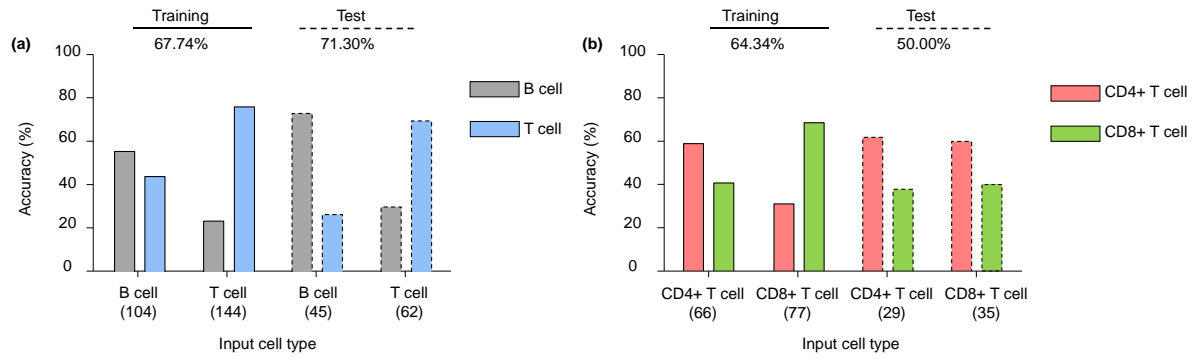 (a)
Training
Test
67.74%
71.30%
100
80
60
40
20
0
Accuracy (%)
B cell
T cell
B cell
T cell
B cell
T cell
(104)
(144)
(45)
(62)
Input cell type
(b)
Training
Test
64.34%
50.00%
100
80
60
40
20
0
Accuracy (%)
CD4+ T cell
CD8+ T cell
CD4+ T cell
CD8+ T cell
CD4+ T cell
CD8+ T cell
(66)
(77)
(29)
(35)
Input cell type